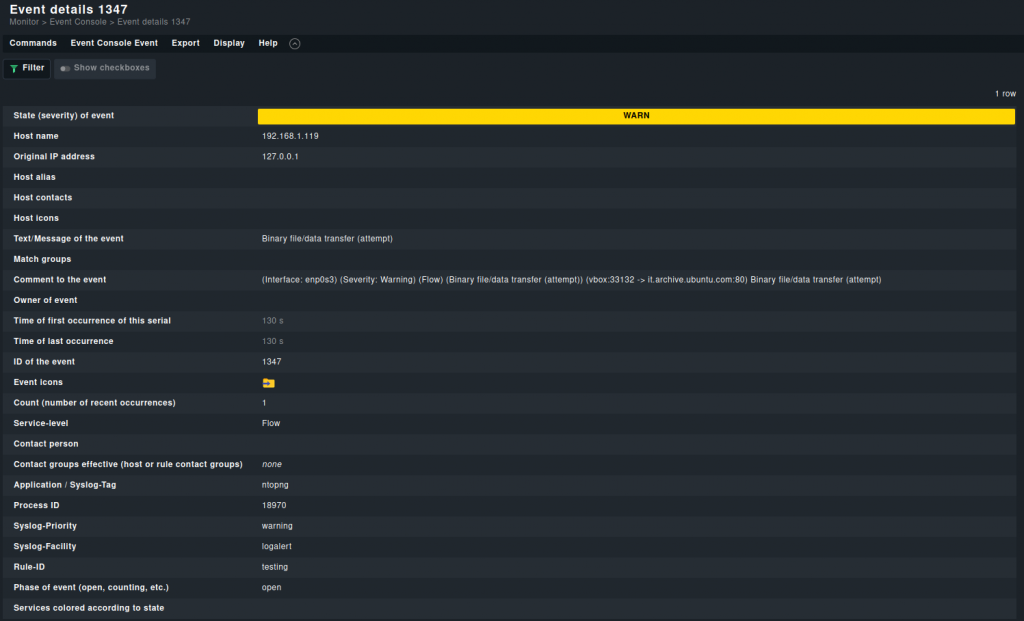 Event details 1347
Monitor > Event Console > Event details 1347
Commands Event Console Event Export Display Help
Filter Show checkboxes
1 row
State (severity) of event WARN
Host name 192.168.1.119
Original IP address 127.0.0.1
Host alias
Host contacts
Host icons
Text/Message of the event Binary file/data transfer (attempt)
Match groups
Comment to the event (Interface: enp0s3) (Severity: Warning) (Flow) (Binary file/data transfer (attempt)) (vbox:33132 -> it.archive.ubuntu.com:80) Binary file/data transfer (attempt)
Owner of event
Time of first occurrence of this serial 130 s
Time of last occurrence 130 s
ID of the event 1347
Event icons
Count (number of recent occurrences) 1
Service-level Flow
Contact person
Contact groups effective (host or rule contact groups) none
Application / Syslog-Tag ntopng
Process ID 18970
Syslog-Priority warning
Syslog-Facility logalert
Rule-ID testing
Phase of event (open, counting, etc.) open
Services colored according to state